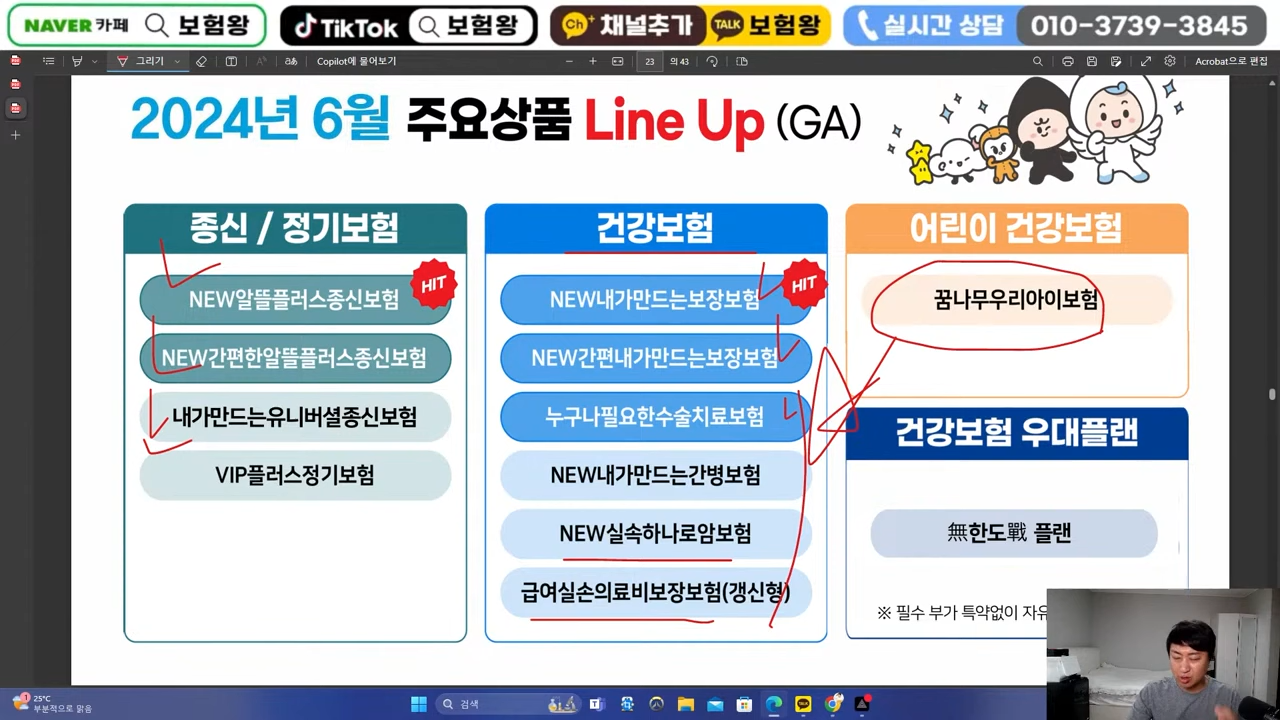 NAVER 카페 보험왕
TikTok 보험왕
Ch+ 채널추가 TALK 보험왕
실시간 상담 010-3739-3845
그리기
Copilot에 물어보기
23 의 43
Acrobat으로 편집
2024년 6월 주요상품 Line Up (GA)
종신 / 정기보험
NEW알뜰플러스종신보험
HIT
NEW간편한알뜰플러스종신보험
내가만드는유니버셜종신보험
VIP플러스정기보험
건강보험
NEW내가만드는보장보험
HIT
NEW간편내가만드는보장보험
누구나필요한수술치료보험
NEW내가만드는간병보험
NEW실속하나로암보험
급여실손의료비보장보험(갱신형)
어린이 건강보험
꿈나무우리아이보험
건강보험 우대플랜
無한도戰 플랜
※ 필수 부가 특약없이 자유
1
25°C
부분적으로 맑음
검색